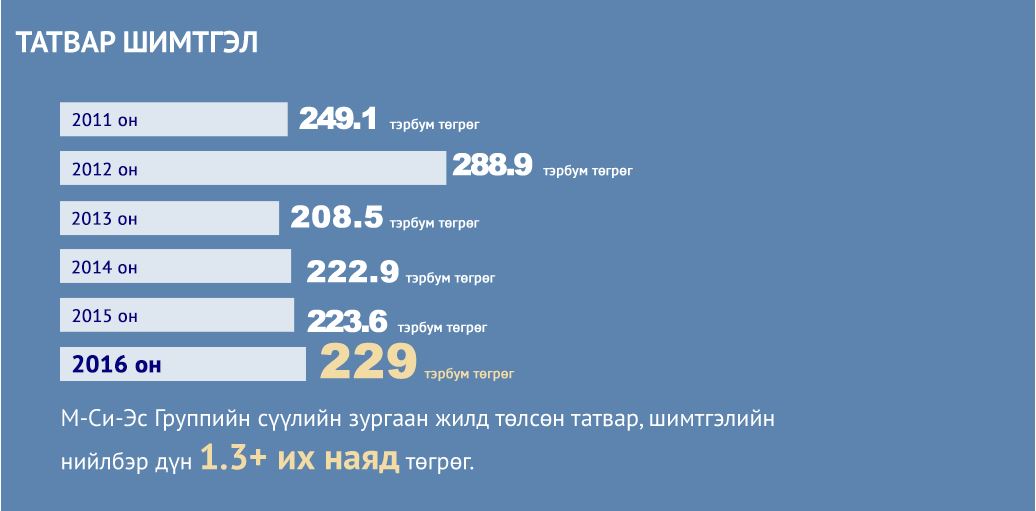 ТАТВАР ШИМТГЭЛ
2011 он 249.1 тэрбум төгрөг
2012 он 288.9 тэрбум төгрөг
2013 он 208.5 тэрбум төгрөг
2014 он 222.9 тэрбум төгрөг
2015 он 223.6 тэрбум төгрөг
2016 он 229 тэрбум төгрөг
М-Си-Эс Группийн сүүлийн зургаан жилд төлсөн татвар, шимтгэлийн
нийлбэр дүн 1.3+ их наяд төгрөг.